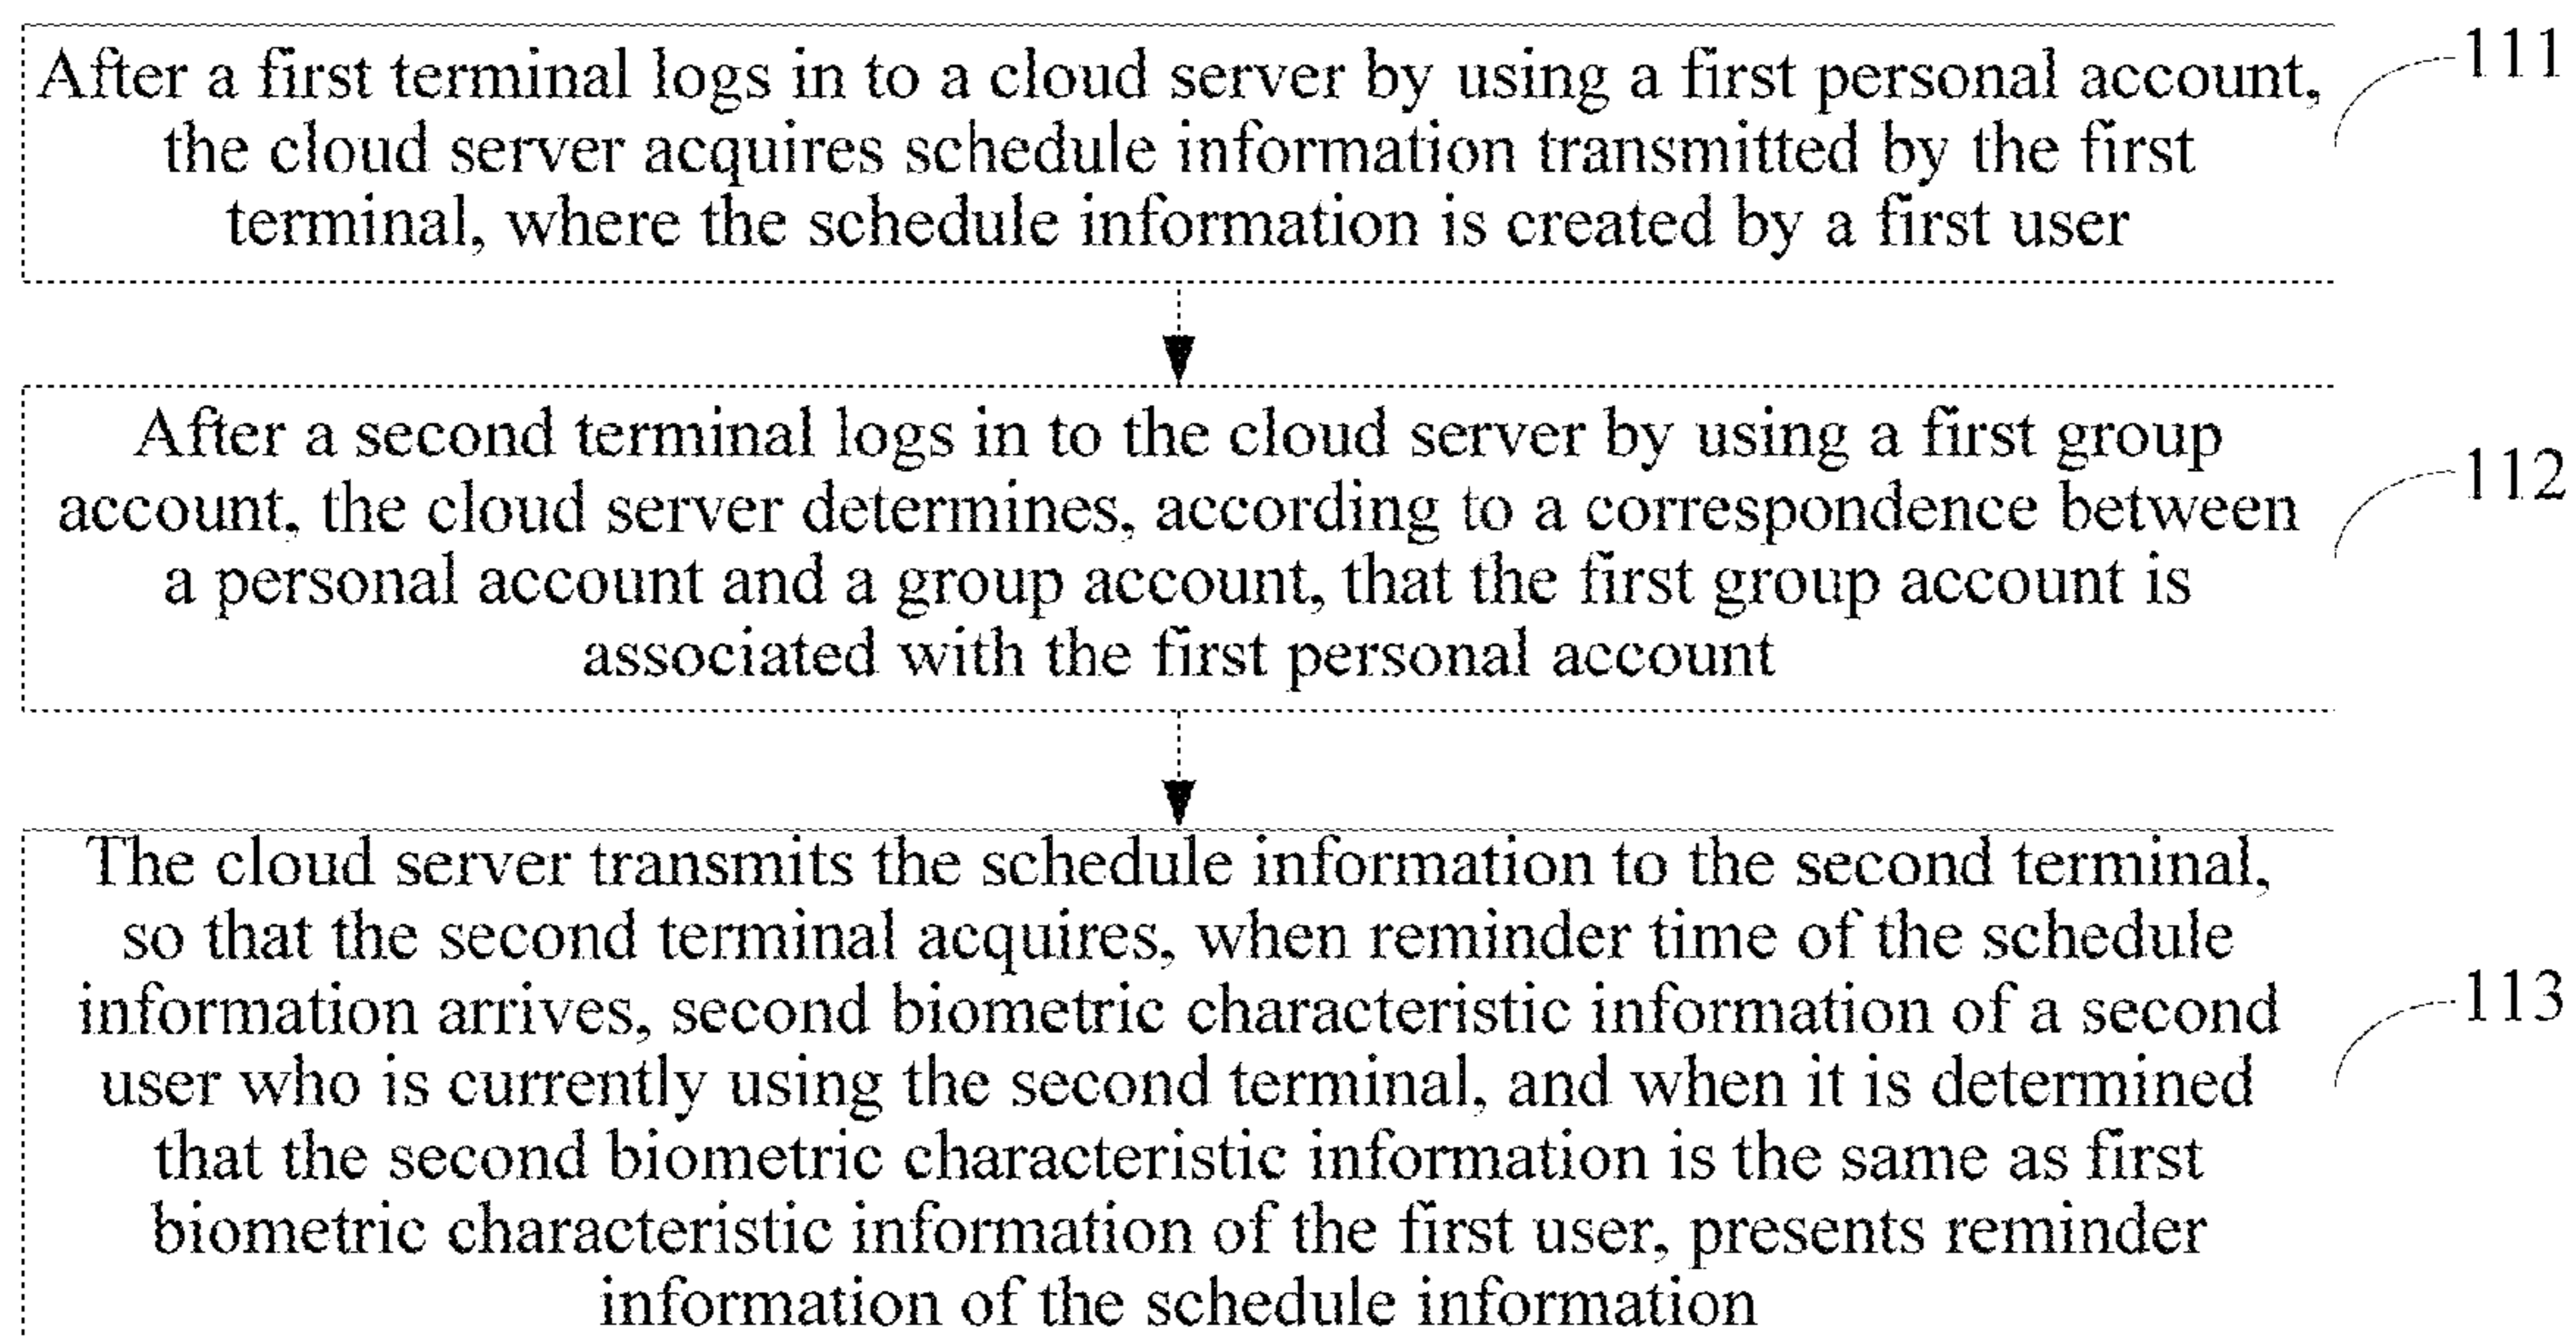 After a first terminal logs in to a cloud server by using a first personal account,
the cloud server acquires schedule information transmitted by the first
terminal, where the schedule information is created by a first user
111
After a second terminal logs in to the cloud server by using a first group
account, the cloud server determines, according to a correspondence between
a personal account and a group account, that the first group account is
associated with the first personal account
112
The cloud server transmits the schedule information to the second terminal,
so that the second terminal acquires, when reminder time of the schedule
information arrives, second biometric characteristic information of a second
user who is currently using the second terminal, and when it is determined
that the second biometric characteristic information is the same as first
biometric characteristic information of the first user, presents reminder
information of the schedule information
113